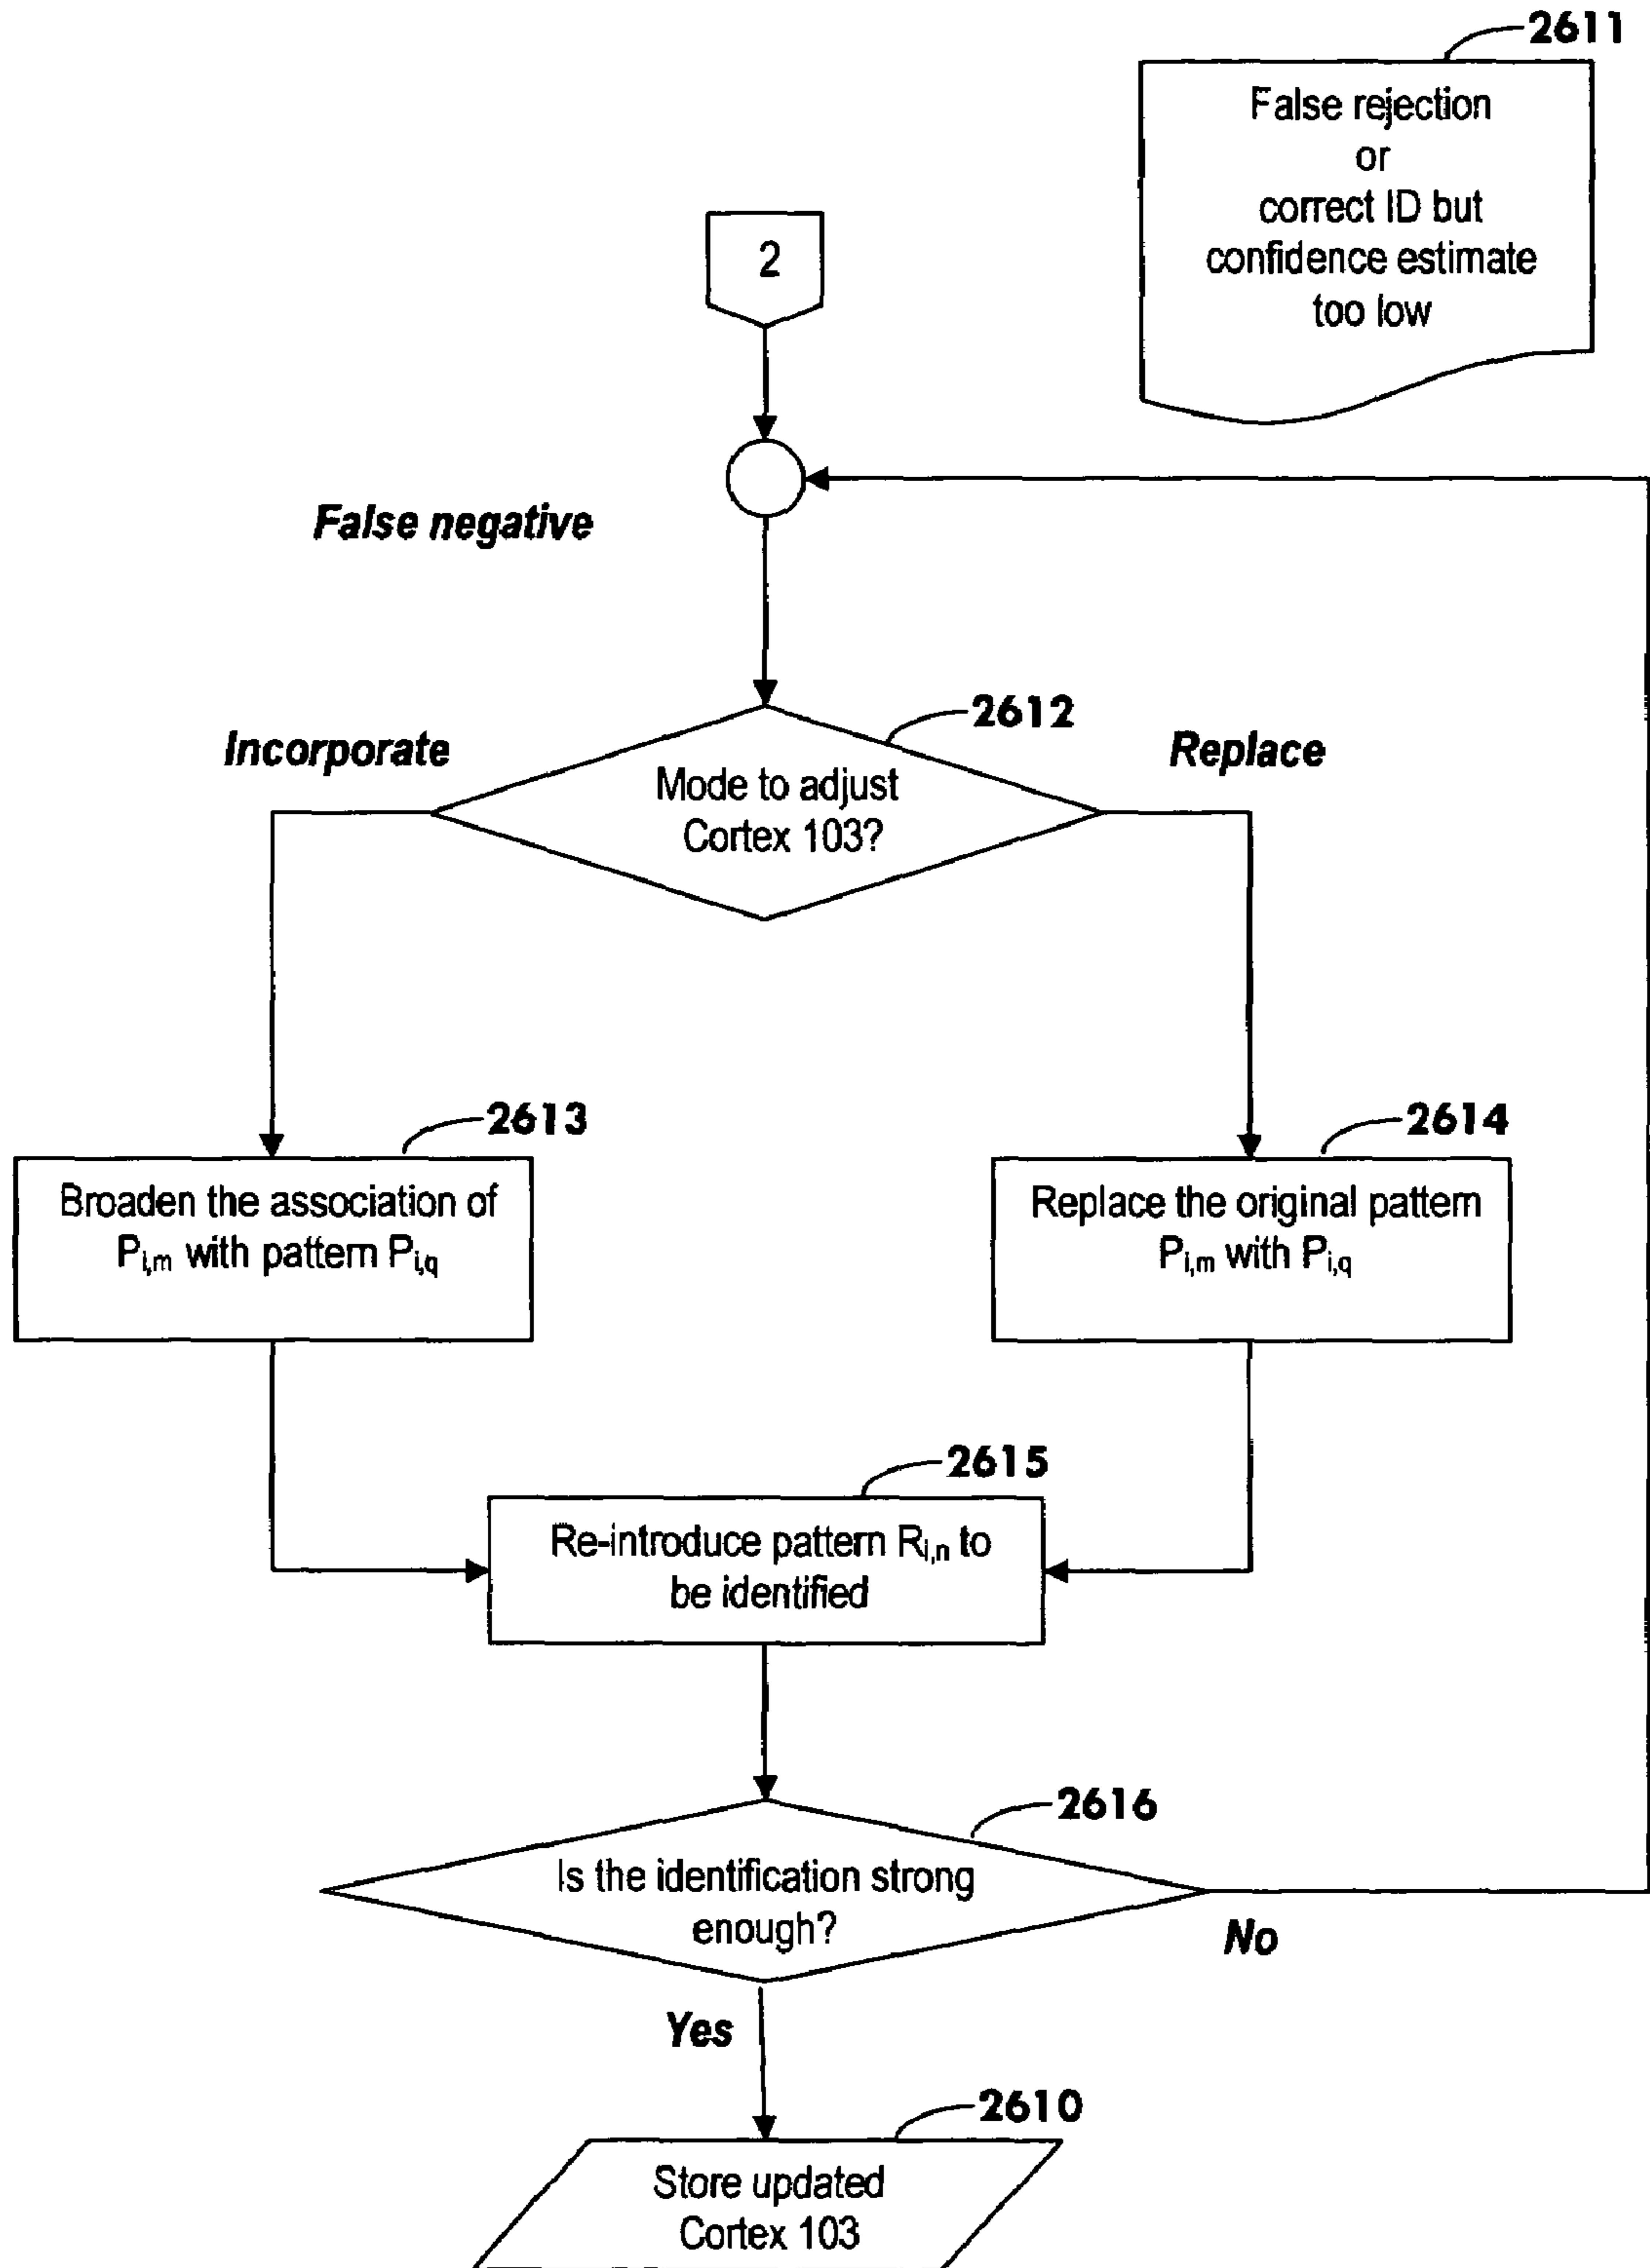 2611
False rejection
or
correct ID but
confidence estimate
too low
2
False negative
2612
Incorporate
Replace
Mode to adjust
Cortex 103?
2613
2614
Broaden the association of
Pi,m with pattern Pi,q
Replace the original pattern
Pi,m with Pi,q
2615
Re-introduce pattern Ri,n to
be identified
2616
Is the identification strong
enough?
No
Yes
2610
Store updated
Cortex 103